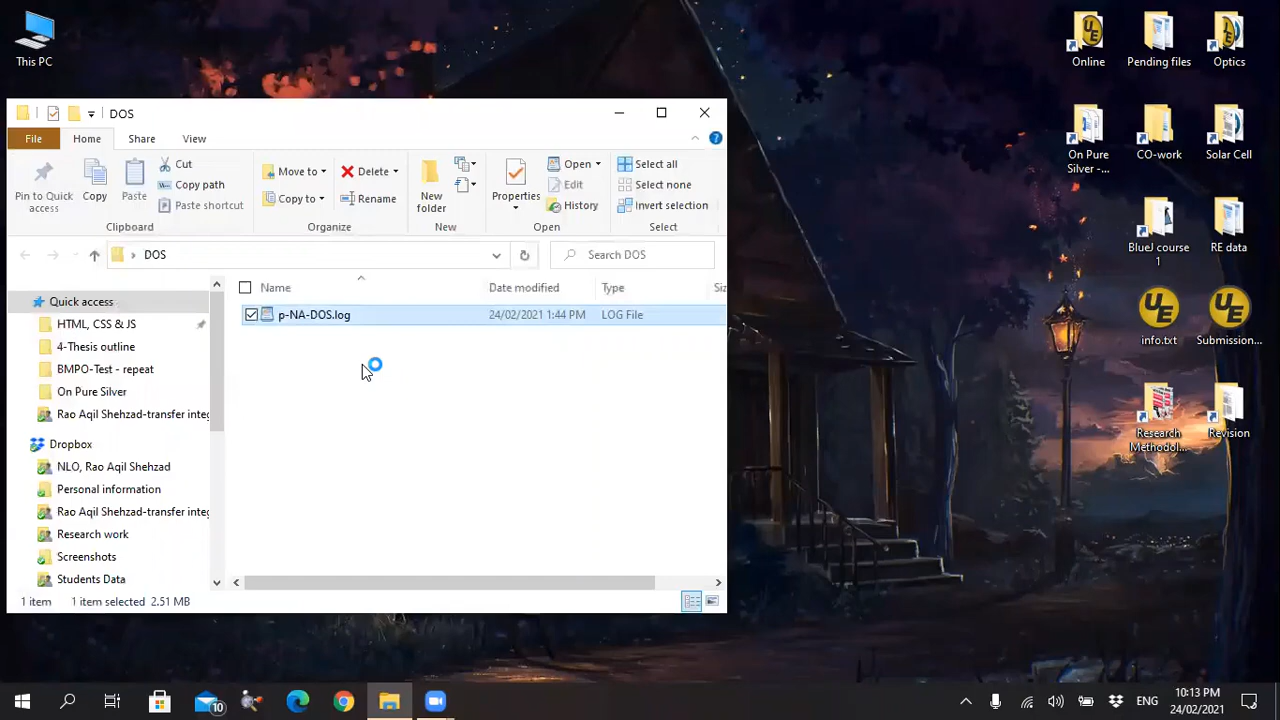 This PC
DOS
File
Home
Share
View
Pin to Quick
access
Copy
Paste
Cut
Copy path
Paste shortcut
Clipboard
Move to
Copy to
Delete
Rename
Organize
New
folder
New
Properties
Open
Edit
History
Open
Select all
Select none
Invert selection
Select
DOS
Search DOS
Name
Date modified
Type
Siz
p-NA-DOS.log
24/02/2021 1:44 PM
LOG File
Quick access
HTML, CSS & JS
4-Thesis outline
BMPO-Test - repeat
On Pure Silver
Rao Aqil Shehzad-transfer integ
Dropbox
NLO, Rao Aqil Shehzad
Personal information
Rao Aqil Shehzad-transfer integ
Research work
Screenshots
Students Data
1 item
1 item selected
2.51 MB
Online
Pending files
Optics
On Pure
Silver -...
CO-work
Solar Cell
BlueJ course
1
RE data
info.txt
Submission...
Research
Methodol...
Revision
10
ENG
10:13 PM
24/02/2021